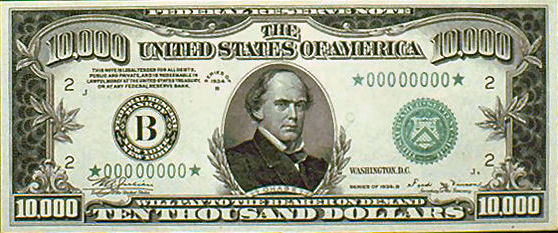 FEDERAL RESERVE NOTE
10,000
THE
UNITED STATES OF AMERICA
10,000
THIS NOTE IS LEGAL TENDER FOR ALL DEBTS,
PUBLIC AND PRIVATE, AND IS REDEEMABLE IN
LAWFUL MONEY AT THE UNITED STATES TREASURY,
OR AT ANY FEDERAL RESERVE BANK.
SERIES OF
1934
B
*00000000*
2
J
2
B
2
*00000000*
WASHINGTON, D.C.
2
J
SERIES OF 1934 B
CHASE
WILL PAY TO THE BEARER ON DEMAND
10,000
TEN THOUSAND DOLLARS
10,000